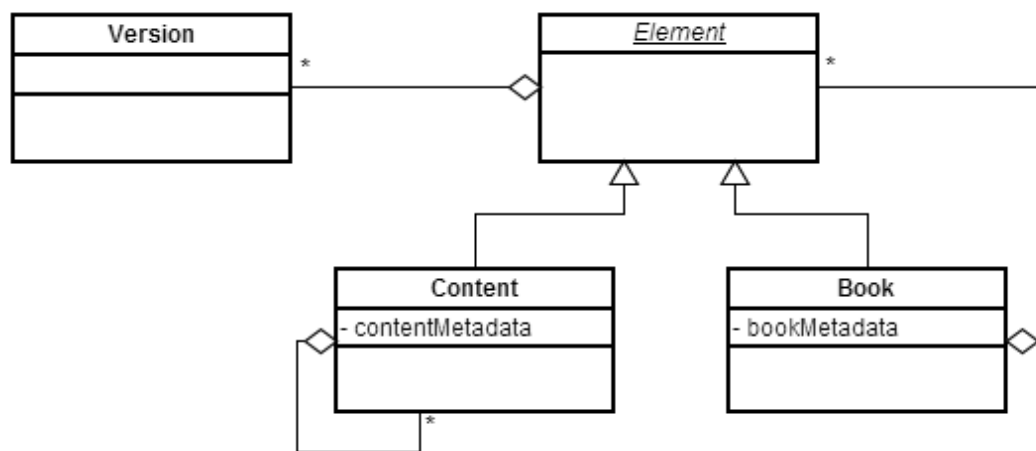 Version
Element
*
*
Content
- contentMetadata
*
Book
- bookMetadata